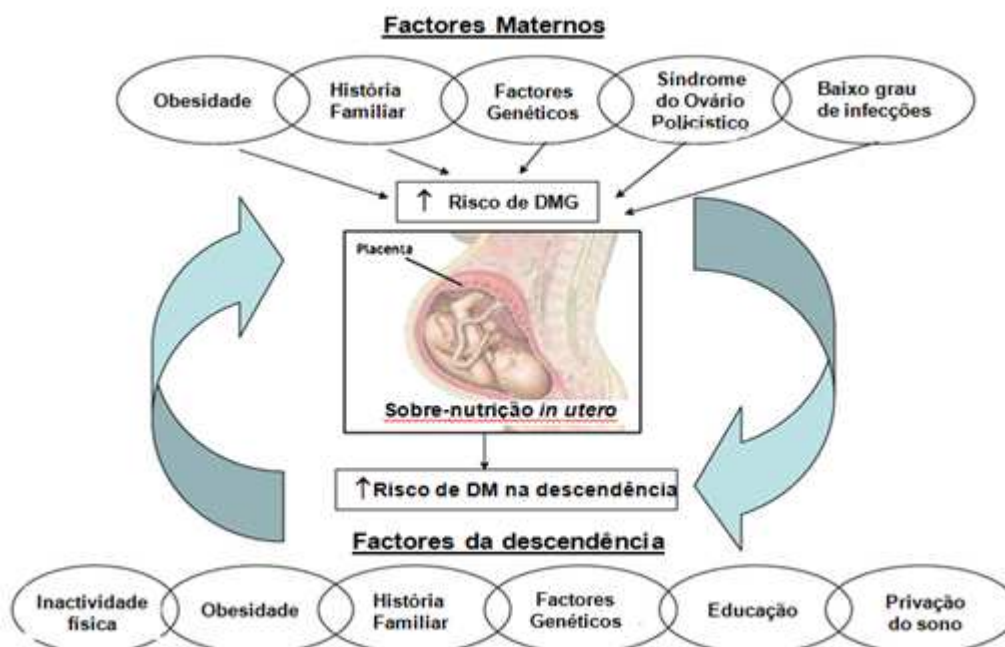 Factores Maternos
Obesidade
História
Familiar
Factores
Genéticos
Síndrome
do Ovário
Policístico
Baixo grau
de infecções
↑ Risco de DMG
Placenta
Sobre-nutrição in utero
↑Risco de DM na descendência
Factores da descendência
Inactividade
física
Obesidade
História
Familiar
Factores
Genéticos
Educação
Privação
do sono